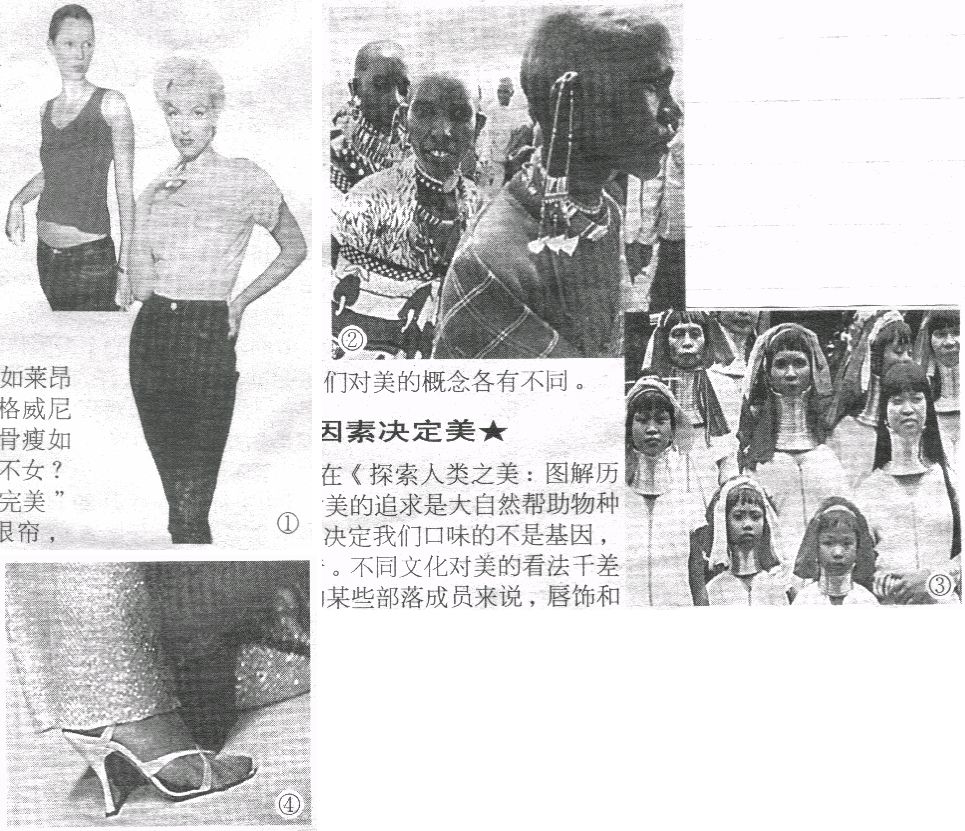 如莱昂
格威尼
骨瘦如
不女？
完美”
眼帘，
①
②
们对美的概念各有不同。
因素决定美★
在《探索人类之美：图解历
美的追求是大自然帮助物种
决定我们口味的不是基因，
。不同文化对美的看法千差
某些部落成员来说，唇饰和
③
④